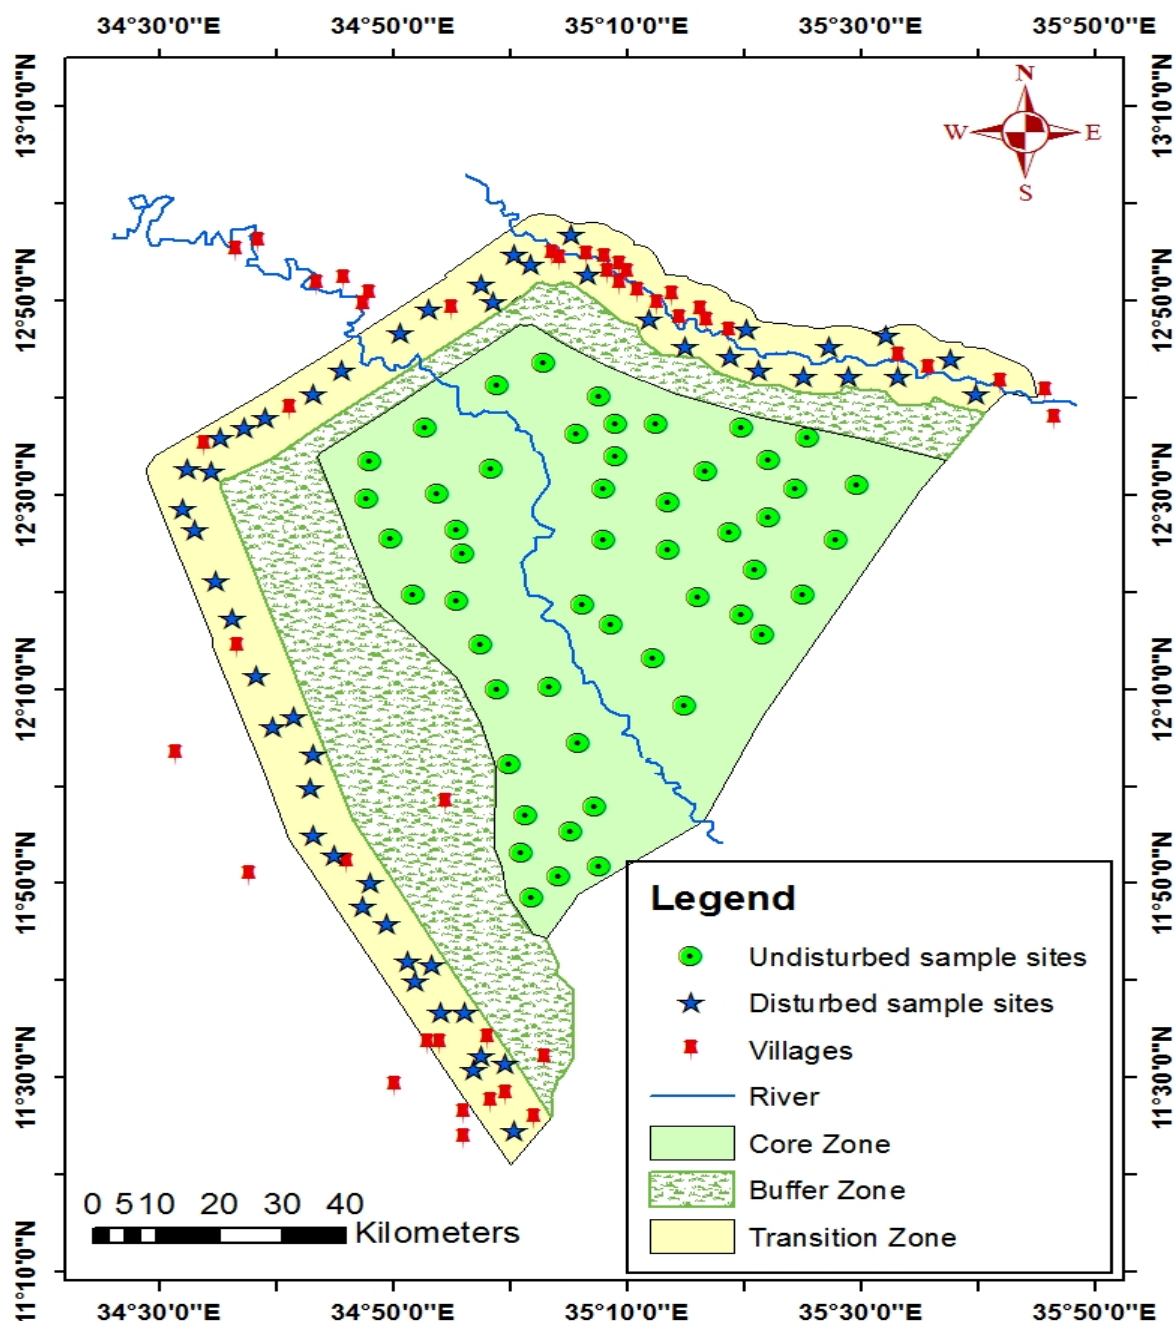 34°30'0"E 34°50'0"E 35°10'0"E 35°30'0"E 35°50'0"E
N
W E
S
13°10'0"N 13°10'0"N
12°50'0"N 12°50'0"N
12°30'0"N 12°30'0"N
12°10'0"N 12°10'0"N
11°50'0"N 11°50'0"N
11°30'0"N 11°30'0"N
11°10'0"N 11°10'0"N
Legend
Undisturbed sample sites
Disturbed sample sites
Villages
River
Core Zone
Buffer Zone
Transition Zone
0 5 10 20 30 40
Kilometers
34°30'0"E 34°50'0"E 35°10'0"E 35°30'0"E 35°50'0"E